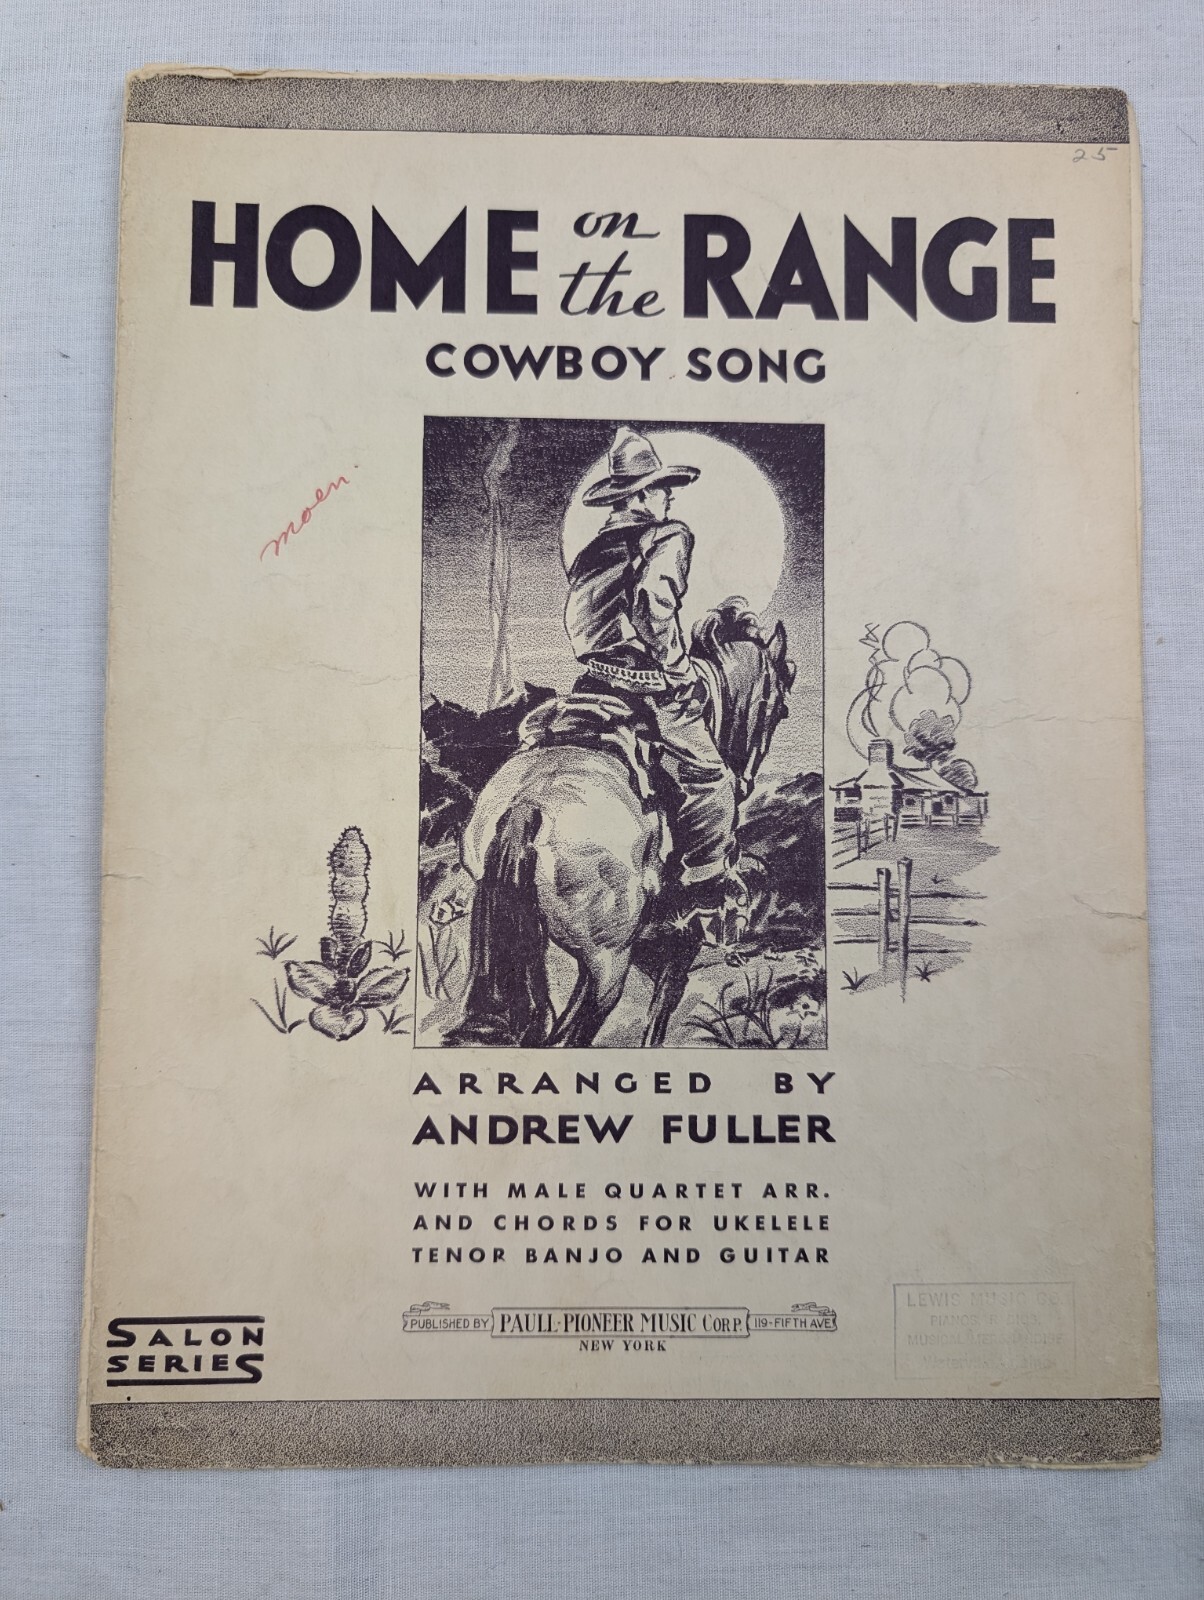 25
HOME on the RANGE
COWBOY SONG
moen
ARRANGED BY
ANDREW FULLER
WITH MALE QUARTET ARR.
AND CHORDS FOR UKELELE
TENOR BANJO AND GUITAR
PUBLISHED BY PAULL-PIONEER MUSIC CORP. 119-FIFTH AVE
NEW YORK
SALON
SERIES
LEWIS MUSIC CO.
PIANOS